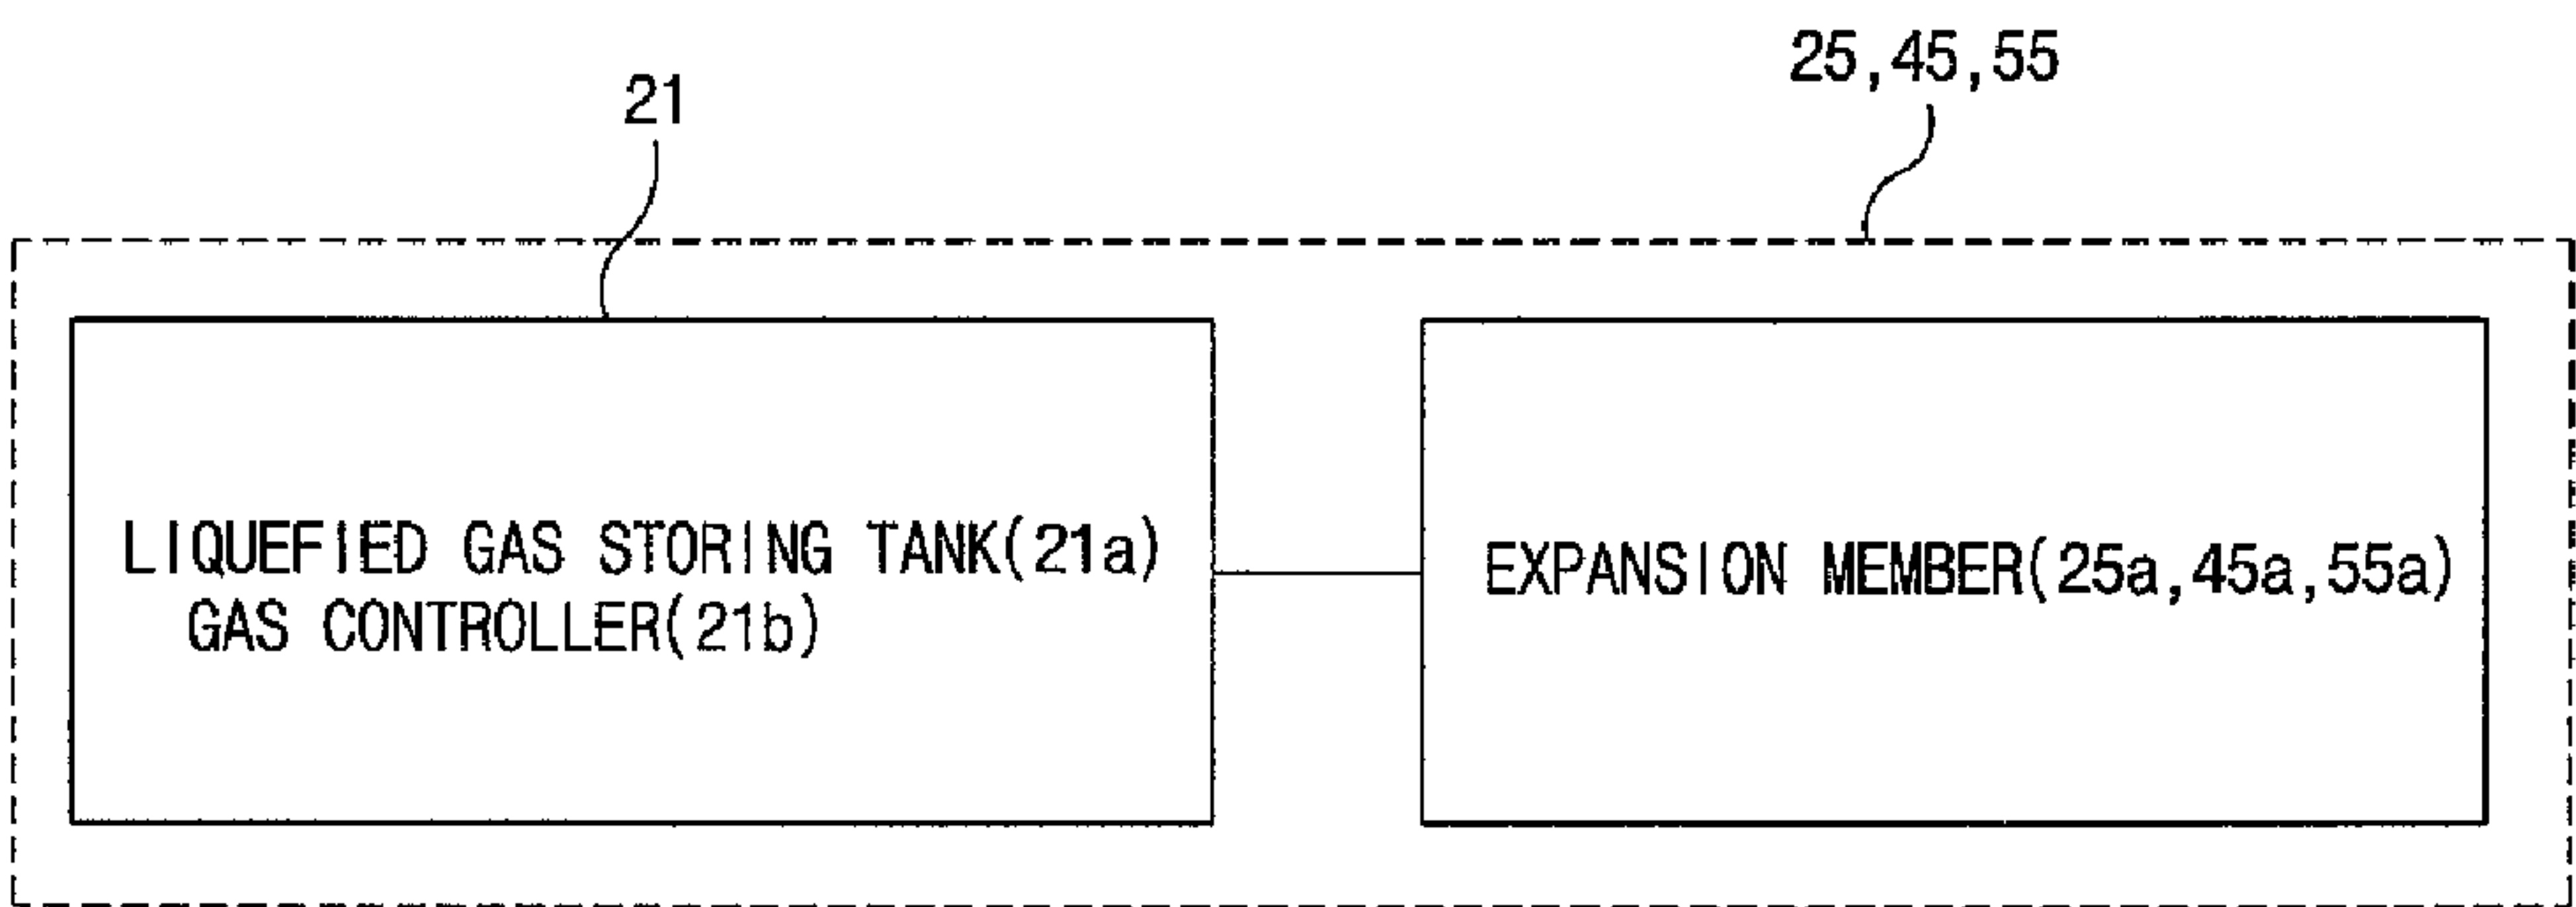 21
25,45,55
LIQUEFIED GAS STORING TANK(21a)
GAS CONTROLLER(21b)
EXPANSION MEMBER(25a,45a,55a)